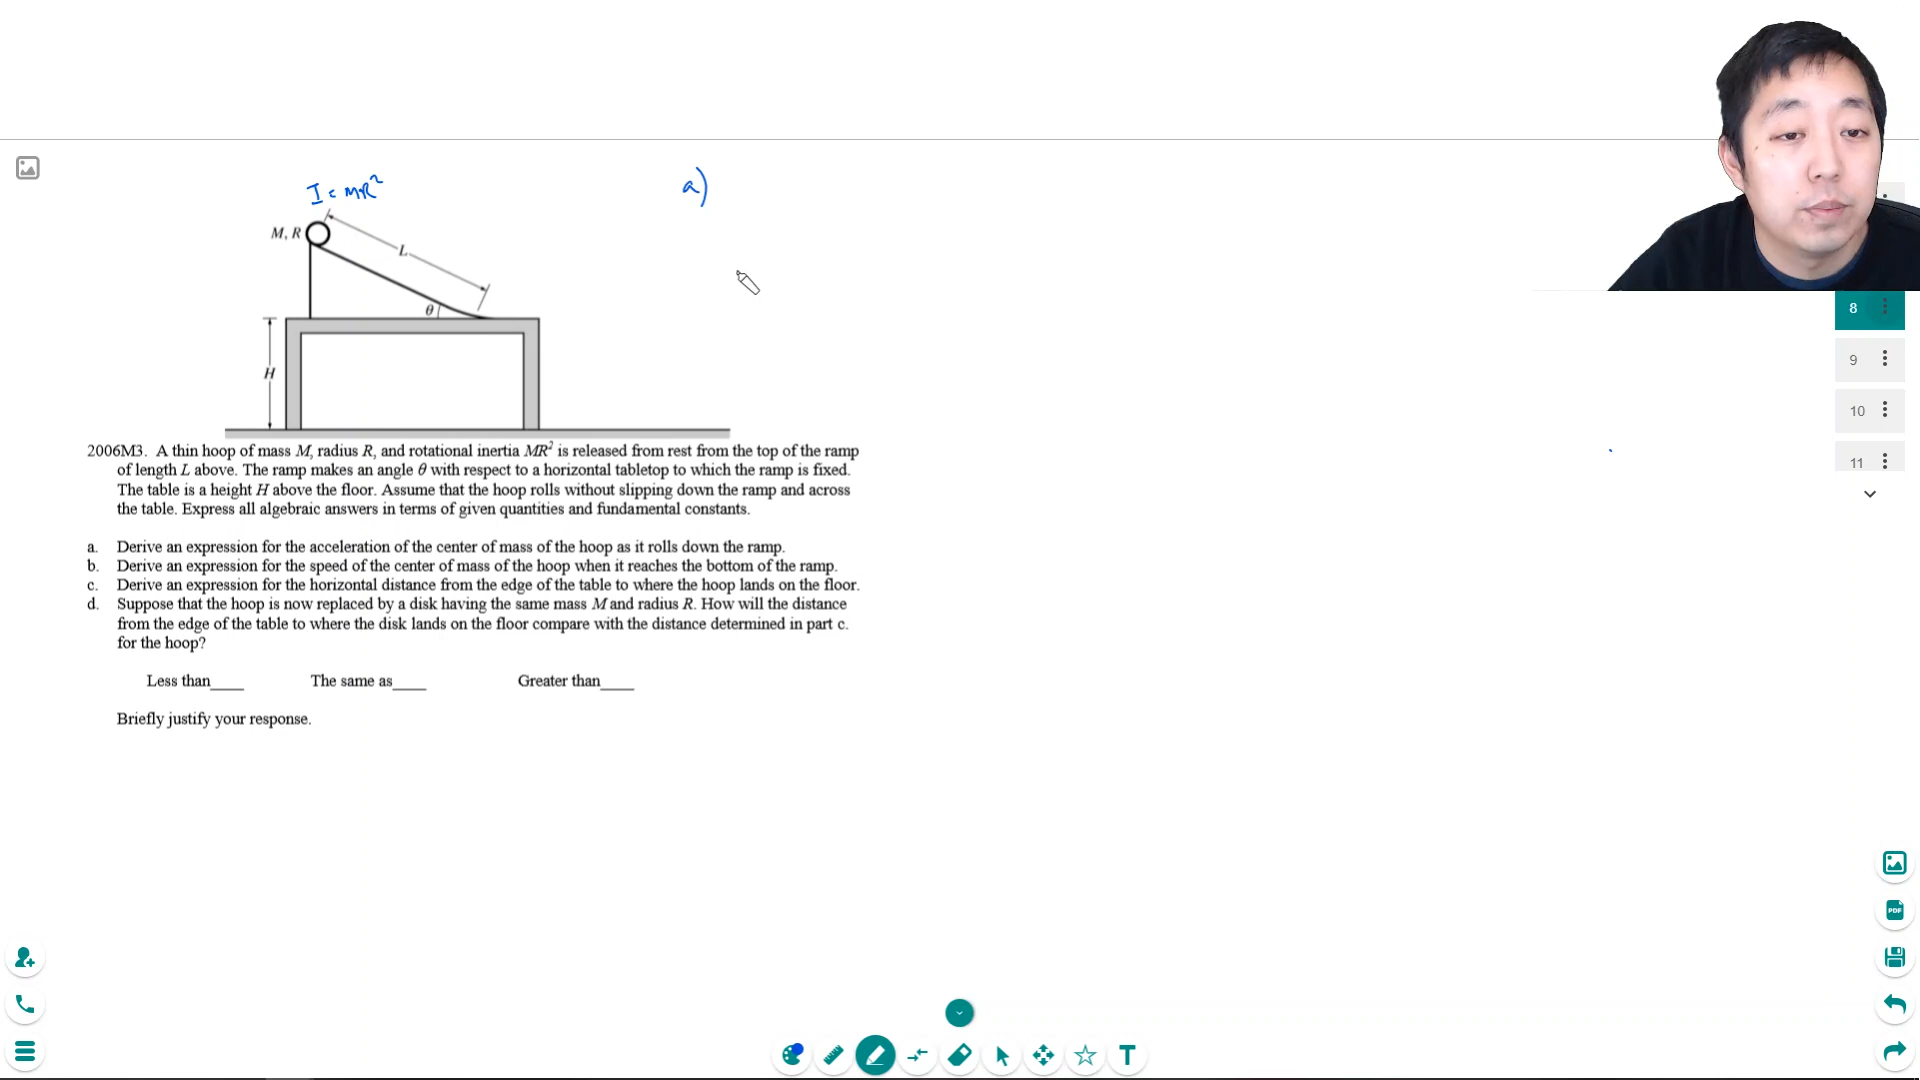 I = MR²
a)
M, R
L
θ
H
2006M3. A thin hoop of mass M, radius R, and rotational inertia MR² is released from rest from the top of the ramp
of length L above. The ramp makes an angle θ with respect to a horizontal tabletop to which the ramp is fixed.
The table is a height H above the floor. Assume that the hoop rolls without slipping down the ramp and across
the table. Express all algebraic answers in terms of given quantities and fundamental constants.
a. Derive an expression for the acceleration of the center of mass of the hoop as it rolls down the ramp.
b. Derive an expression for the speed of the center of mass of the hoop when it reaches the bottom of the ramp.
c. Derive an expression for the horizontal distance from the edge of the table to where the hoop lands on the floor.
d. Suppose that the hoop is now replaced by a disk having the same mass M and radius R. How will the distance
from the edge of the table to where the disk lands on the floor compare with the distance determined in part c.
for the hoop?
Less than____ The same as____ Greater than____
Briefly justify your response.
8
9
10
11
PDF
T